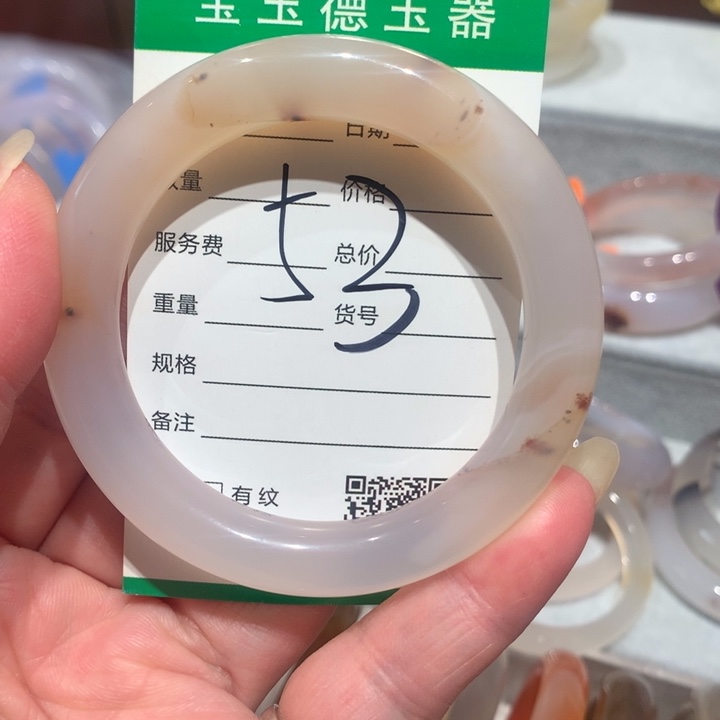 玉德玉器
日期
量 价格
服务费 总价
重量 货号
规格
备注
有纹
53